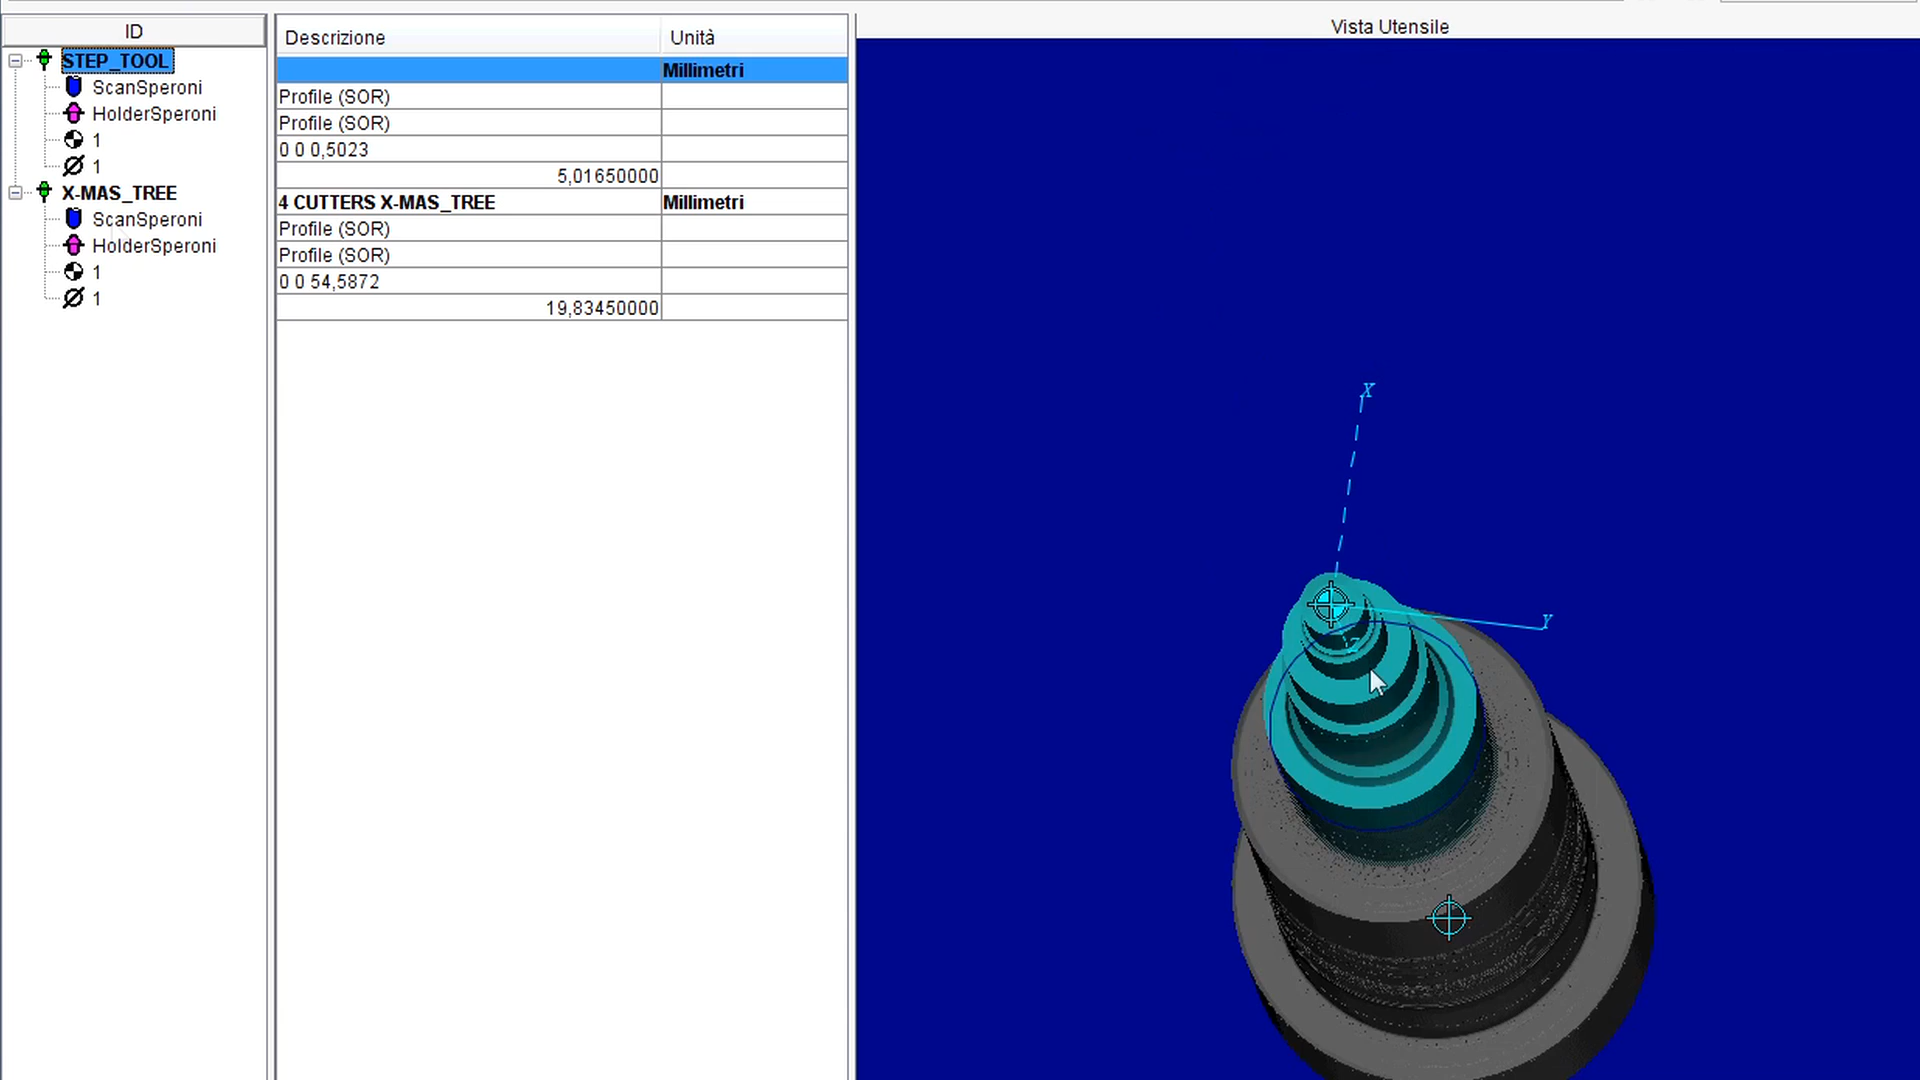 ID
Descrizione Unità
Vista Utensile
STEP_TOOL Millimetri
ScanSperoni Profile (SOR)
HolderSperoni Profile (SOR)
1 0 0 0,5023
1 5,01650000
X-MAS_TREE 4 CUTTERS X-MAS_TREE Millimetri
ScanSperoni Profile (SOR)
HolderSperoni Profile (SOR)
1 0 0 54,5872
1 19,83450000
X
Y
Z